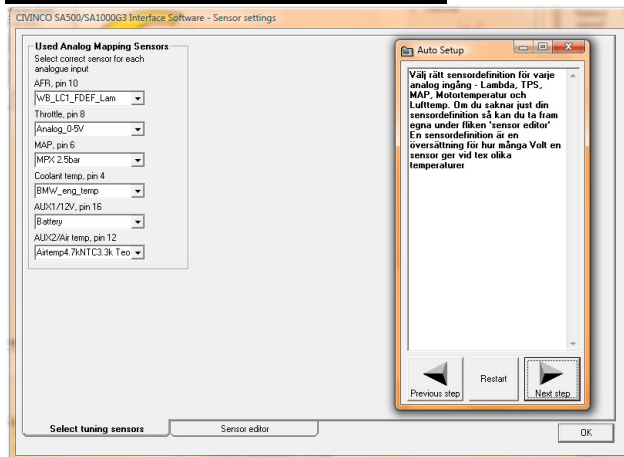 CIVINCO SA500/SA1000G3 Interface Software - Sensor settings
Used Analog Mapping Sensors
Select correct sensor for each
analogue input
AFR, pin 10
WB_LC1_FDEF_Lam
Throttle, pin 8
Analog_0-5V
MAP, pin 6
MPX 2.5bar
Coolant temp, pin 4
BMW_eng_temp
AUX1/12V, pin 16
Battery
AUX2/Air temp, pin 12
Airtemp4.7kNTC3.3k Teo
Auto Setup
Välj rätt sensordefinition för varje
analog ingång - Lambda, TPS,
MAP, Motortemperatur och
Lufttemp. Om du saknar just din
sensordefinition så kan du ta fram
egna under fliken 'sensor editor'
En sensordefinition är en
översättning för hur många Volt en
sensor ger vid tex olika
temperaturer
Previous step
Restart
Next step
Select tuning sensors
Sensor editor
OK